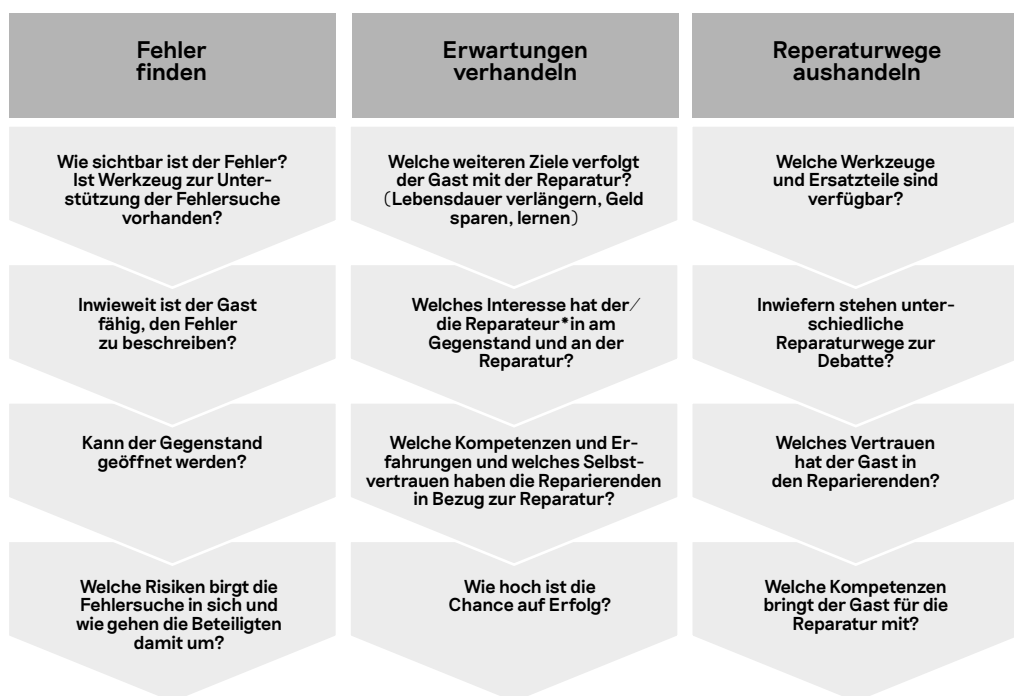 Fehler
finden
Wie sichtbar ist der Fehler?
Ist Werkzeug zur Unter-
stützung der Fehlersuche
vorhanden?
Inwieweit ist der Gast
fähig, den Fehler
zu beschreiben?
Kann der Gegenstand
geöffnet werden?
Welche Risiken birgt die
Fehlersuche in sich und
wie gehen die Beteiligten
damit um?
Erwartungen
verhandeln
Welche weiteren Ziele verfolgt
der Gast mit der Reparatur?
(Lebensdauer verlängern, Geld
sparen, lernen)
Welches Interesse hat der/
die Reparateur*in am
Gegenstand und an der
Reparatur?
Welche Kompetenzen und Er-
fahrungen und welches Selbst-
vertrauen haben die Reparierenden
in Bezug zur Reparatur?
Wie hoch ist die
Chance auf Erfolg?
Reperaturwege
aushandeln
Welche Werkzeuge
und Ersatzteile sind
verfügbar?
Inwiefern stehen unter-
schiedliche
Reparaturwege zur
Debatte?
Welches Vertrauen
hat der Gast in
den Reparierenden?
Welche Kompetenzen
bringt der Gast für die
Reparatur mit?